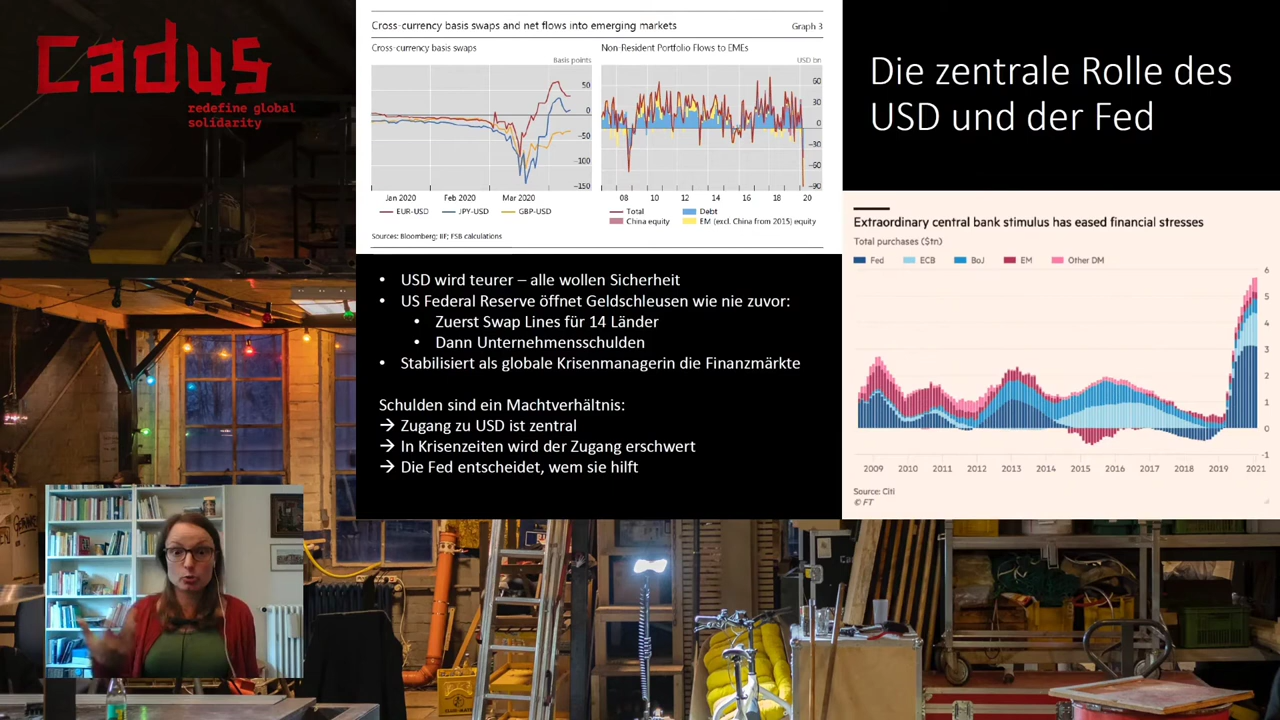 cadus
redefine global
solidarity
Cross-currency basis swaps and net flows into emerging markets
Graph 3
Cross-currency basis swaps
Basis points
50
0
–50
–100
–150
Jan 2020 Feb 2020 Mar 2020
EUR-USD JPY-USD GBP-USD
Non-Resident Portfolio Flows to EMEs
USD bn
60
30
0
–30
–60
–90
08 10 12 14 16 18 20
Total Debt
China equity EM (excl. China from 2015) equity
Sources: Bloomberg; IIF; FSB calculations
Die zentrale Rolle des
USD und der Fed
• USD wird teurer – alle wollen Sicherheit
• US Federal Reserve öffnet Geldschleusen wie nie zuvor:
• Zuerst Swap Lines für 14 Länder
• Dann Unternehmensschulden
• Stabilisiert als globale Krisenmanagerin die Finanzmärkte
Schulden sind ein Machtverhältnis:
→ Zugang zu USD ist zentral
→ In Krisenzeiten wird der Zugang erschwert
→ Die Fed entscheidet, wem sie hilft
Extraordinary central bank stimulus has eased financial stresses
Total purchases ($tn)
Fed ECB BoJ EM Other DM
6
5
4
3
2
1
0
-1
2009 2010 2011 2012 2013 2014 2015 2016 2017 2018 2019 2021
Source: Citi
© FT